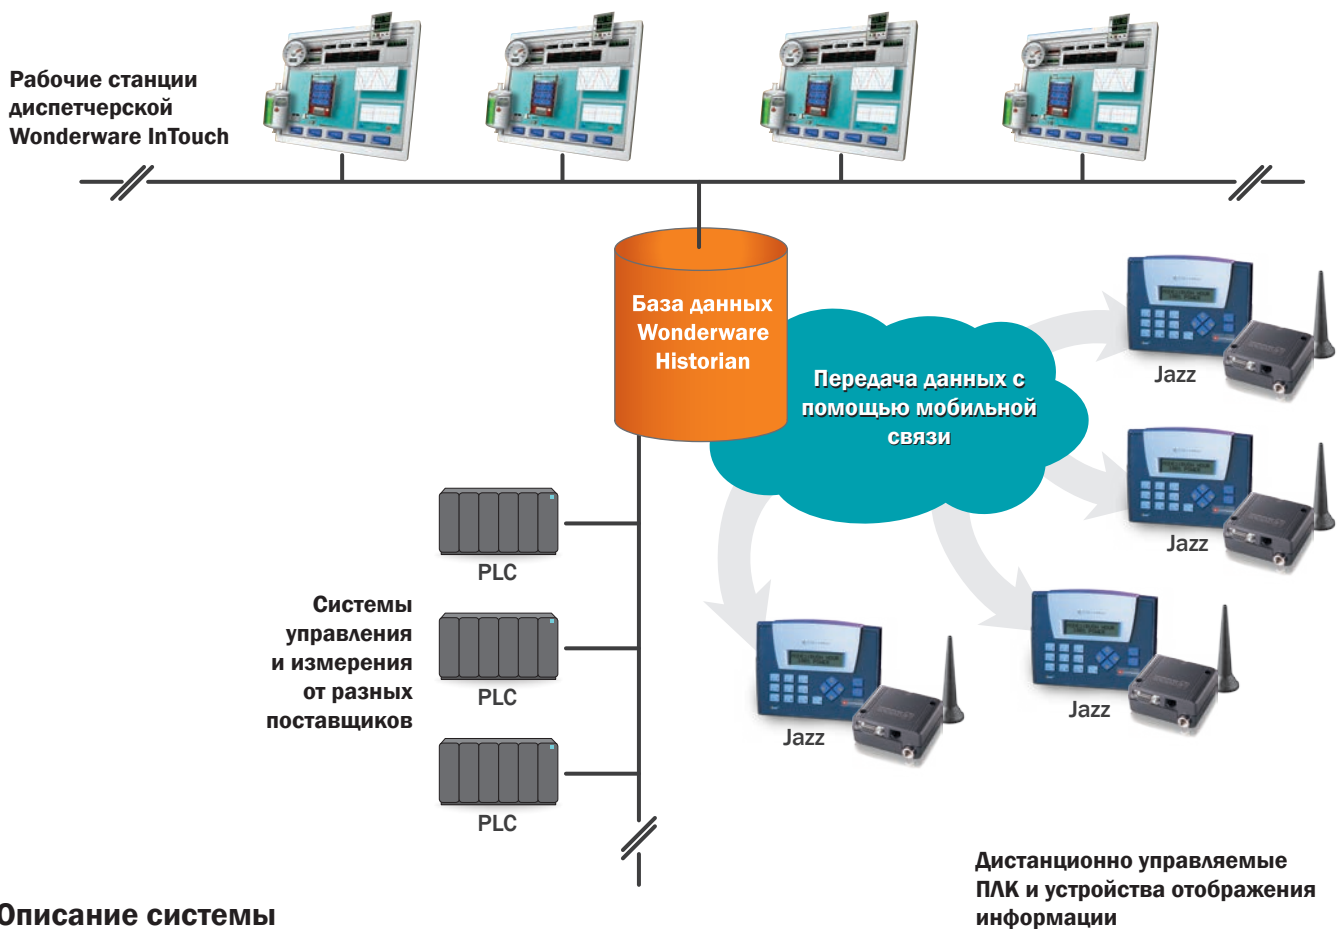 Рабочие станции
диспетчерской
Wonderware InTouch
База данных
Wonderware
Historian
Передача данных с
помощью мобильной
связи
Jazz
Jazz
Jazz
Jazz
PLC
PLC
PLC
Системы
управления
и измерения
от разных
поставщиков
Дистанционно управляемые
ПЛК и устройства отображения
информации
Описание системы